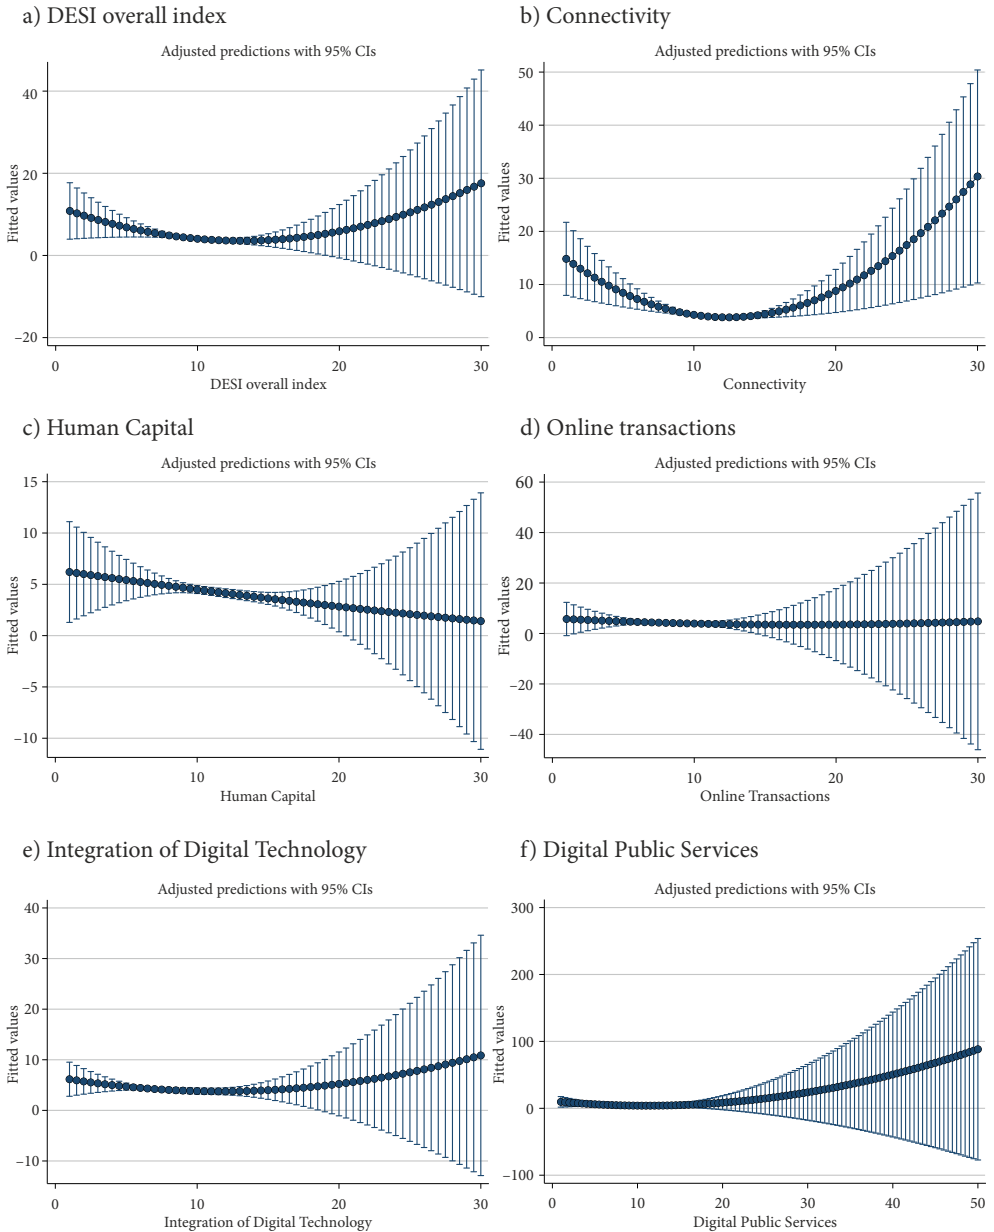 a) DESI overall index
Adjusted predictions with 95% CIs
Fitted values
40
20
0
–20
0 10 20 30
DESI overall index
b) Connectivity
Adjusted predictions with 95% CIs
Fitted values
50
40
30
20
10
0
0 10 20 30
Connectivity
c) Human Capital
Adjusted predictions with 95% CIs
Fitted values
15
10
5
0
–5
–10
0 10 20 30
Human Capital
d) Online transactions
Adjusted predictions with 95% CIs
Fitted values
60
40
20
0
–20
–40
0 10 20 30
Online Transactions
e) Integration of Digital Technology
Adjusted predictions with 95% CIs
Fitted values
40
30
20
10
0
–10
0 10 20 30
Integration of Digital Technology
f) Digital Public Services
Adjusted predictions with 95% CIs
Fitted values
300
200
100
0
–100
0 10 20 30 40 50
Digital Public Services